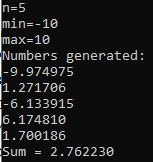 n=5
min=-10
max=10
Numbers generated:
-9.974975
1.271706
-6.133915
6.174810
1.700186
Sum = 2.762230